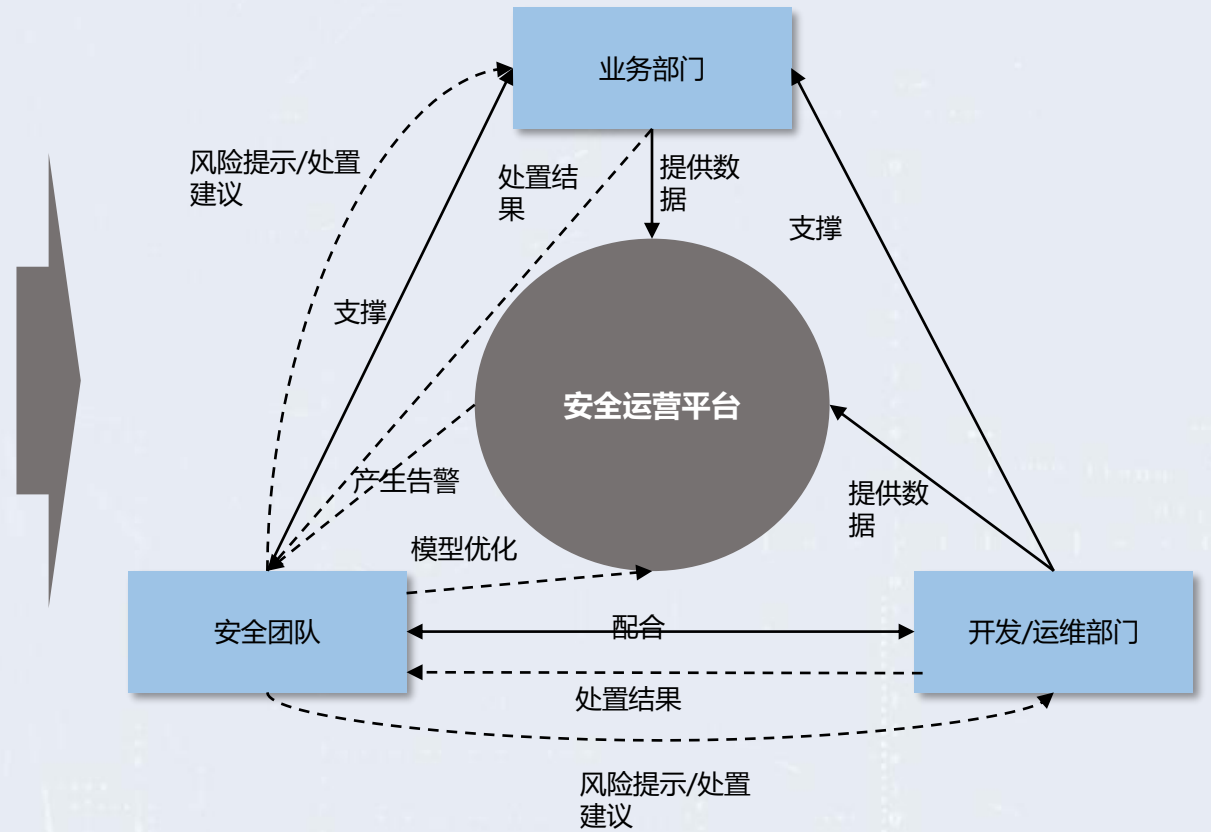 业务部门
风险提示/处置
建议
处置结
果
提供数
据
支撑
支撑
安全运营平台
产生告警
提供数
据
模型优化
安全团队
配合
开发/运维部门
处置结果
风险提示/处置
建议